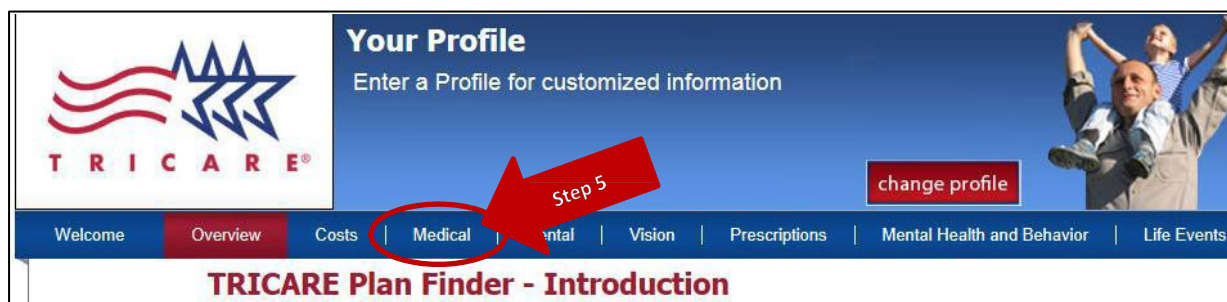 Your Profile
Enter a Profile for customized information
TRICARE®
Step 5
change profile
Welcome Overview Costs | Medical | ental | Vision | Prescriptions | Mental Health and Behavior | Life Events
TRICARE Plan Finder - Introduction